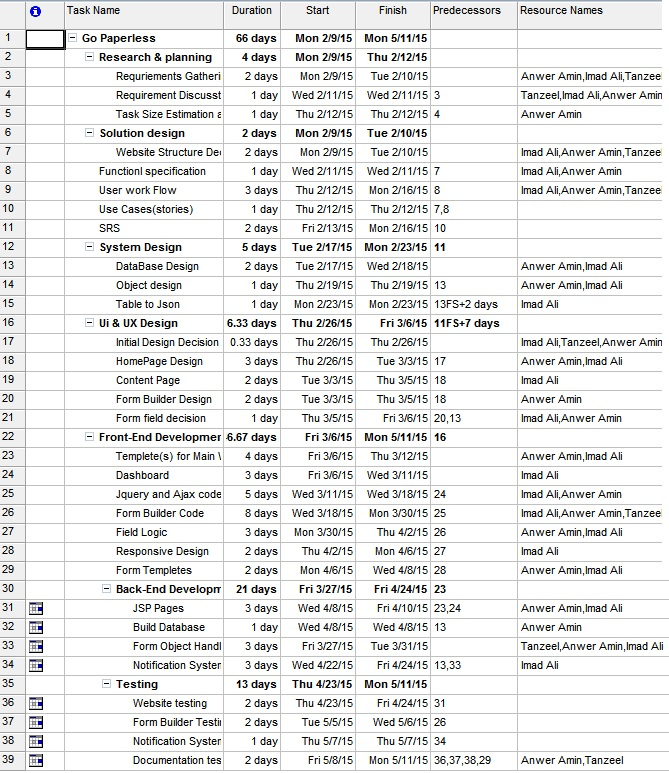 Task Name Duration Start Finish Predecessors Resource Names
1 Go Paperless 66 days Mon 2/9/15 Mon 5/11/15
2 Research & planning 4 days Mon 2/9/15 Thu 2/12/15
3 Requriements Gatheri 2 days Mon 2/9/15 Tue 2/10/15 Anwer Amin,Imad Ali,Tanzeel
4 Requirement Discusst 1 day Wed 2/11/15 Wed 2/11/15 3 Tanzeel,Imad Ali,Anwer Amin
5 Task Size Estimation a 1 day Thu 2/12/15 Thu 2/12/15 4 Anwer Amin
6 Solution design 2 days Mon 2/9/15 Tue 2/10/15
7 Website Structure Dec 2 days Mon 2/9/15 Tue 2/10/15 Imad Ali,Anwer Amin,Tanzeel
8 Functionl specification 1 day Wed 2/11/15 Wed 2/11/15 7 Imad Ali,Anwer Amin
9 User work Flow 3 days Thu 2/12/15 Mon 2/16/15 8 Imad Ali,Anwer Amin,Tanzeel
10 Use Cases(stories) 1 day Thu 2/12/15 Thu 2/12/15 7,8
11 SRS 2 days Fri 2/13/15 Mon 2/16/15 10
12 System Design 5 days Tue 2/17/15 Mon 2/23/15 11
13 DataBase Design 2 days Tue 2/17/15 Wed 2/18/15 Anwer Amin,Imad Ali
14 Object design 1 day Thu 2/19/15 Thu 2/19/15 13 Anwer Amin,Imad Ali
15 Table to Json 1 day Mon 2/23/15 Mon 2/23/15 13FS+2 days Imad Ali
16 Ui & UX Design 6.33 days Thu 2/26/15 Fri 3/6/15 11FS+7 days
17 Initial Design Decision 0.33 days Thu 2/26/15 Thu 2/26/15 Imad Ali,Tanzeel,Anwer Amin
18 HomePage Design 3 days Thu 2/26/15 Tue 3/3/15 17 Anwer Amin,Imad Ali
19 Content Page 2 days Tue 3/3/15 Thu 3/5/15 18 Imad Ali
20 Form Builder Design 2 days Tue 3/3/15 Thu 3/5/15 18 Anwer Amin
21 Form field decision 1 day Thu 3/5/15 Fri 3/6/15 20,13 Imad Ali,Anwer Amin
22 Front-End Developmer 6.67 days Fri 3/6/15 Mon 5/11/15 16
23 Templete(s) for Main 4 days Fri 3/6/15 Thu 3/12/15 Anwer Amin,Imad Ali
24 Dashboard 3 days Fri 3/6/15 Wed 3/11/15 Imad Ali
25 Jquery and Ajax code 5 days Wed 3/11/15 Wed 3/18/15 24 Imad Ali,Anwer Amin
26 Form Builder Code 8 days Wed 3/18/15 Mon 3/30/15 25 Imad Ali,Anwer Amin,Tanzeel
27 Field Logic 3 days Mon 3/30/15 Thu 4/2/15 26 Anwer Amin,Imad Ali
28 Responsive Design 2 days Thu 4/2/15 Mon 4/6/15 27 Imad Ali
29 Form Templetes 2 days Mon 4/6/15 Wed 4/8/15 28 Anwer Amin,Imad Ali
30 Back-End Developm 21 days Fri 3/27/15 Fri 4/24/15 23
31 JSP Pages 3 days Wed 4/8/15 Fri 4/10/15 23,24 Anwer Amin,Imad Ali
32 Build Database 1 day Wed 4/8/15 Wed 4/8/15 13 Anwer Amin
33 Form Object Handl 3 days Fri 3/27/15 Tue 3/31/15 Tanzeel,Anwer Amin,Imad Ali
34 Notification System 3 days Wed 4/22/15 Fri 4/24/15 13,33 Imad Ali
35 Testing 13 days Thu 4/23/15 Mon 5/11/15
36 Website testing 2 days Thu 4/23/15 Fri 4/24/15 31
37 Form Builder Testi 2 days Tue 5/5/15 Wed 5/6/15 26
38 Notification System 1 day Thu 5/7/15 Thu 5/7/15 34
39 Documentation tes 2 days Fri 5/8/15 Mon 5/11/15 36,37,38,29 Anwer Amin,Tanzeel